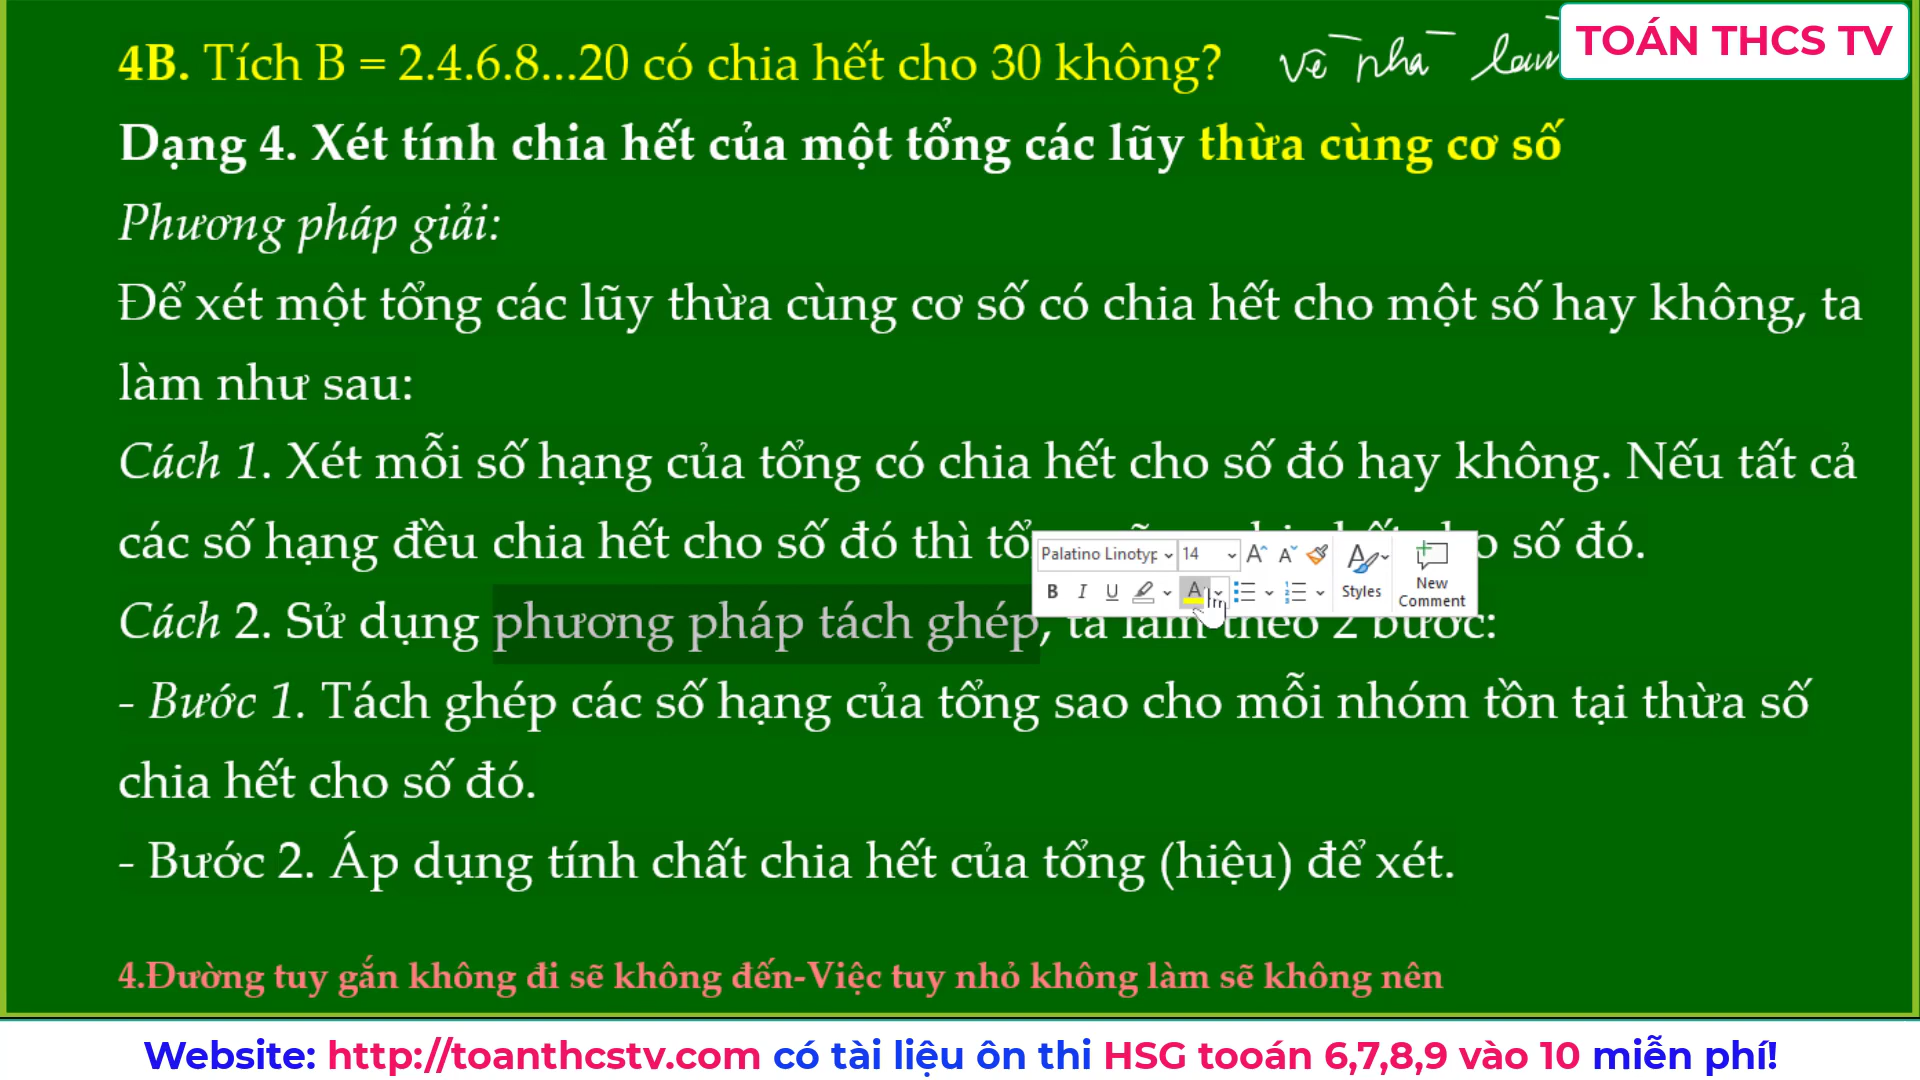 4B. Tích B = 2.4.6.8...20 có chia hết cho 30 không? về nhà làm
TOÁN THCS TV
Dạng 4. Xét tính chia hết của một tổng các lũy thừa cùng cơ số
Phương pháp giải:
Để xét một tổng các lũy thừa cùng cơ số có chia hết cho một số hay không, ta
làm như sau:
Cách 1. Xét mỗi số hạng của tổng có chia hết cho số đó hay không. Nếu tất cả
các số hạng đều chia hết cho số đó thì số đó.
Palatino Linotyp 14
B I U A Styles New Comment
Cách 2. Sử dụng phương pháp tách ghép, ta làm theo 2 bước:
- Bước 1. Tách ghép các số hạng của tổng sao cho mỗi nhóm tồn tại thừa số
chia hết cho số đó.
- Bước 2. Áp dụng tính chất chia hết của tổng (hiệu) để xét.
4.Đường tuy gắn không đi sẽ không đến-Việc tuy nhỏ không làm sẽ không nên
Website: http://toanthcstv.com có tài liệu ôn thi HSG tooán 6,7,8,9 vào 10 miễn phí!